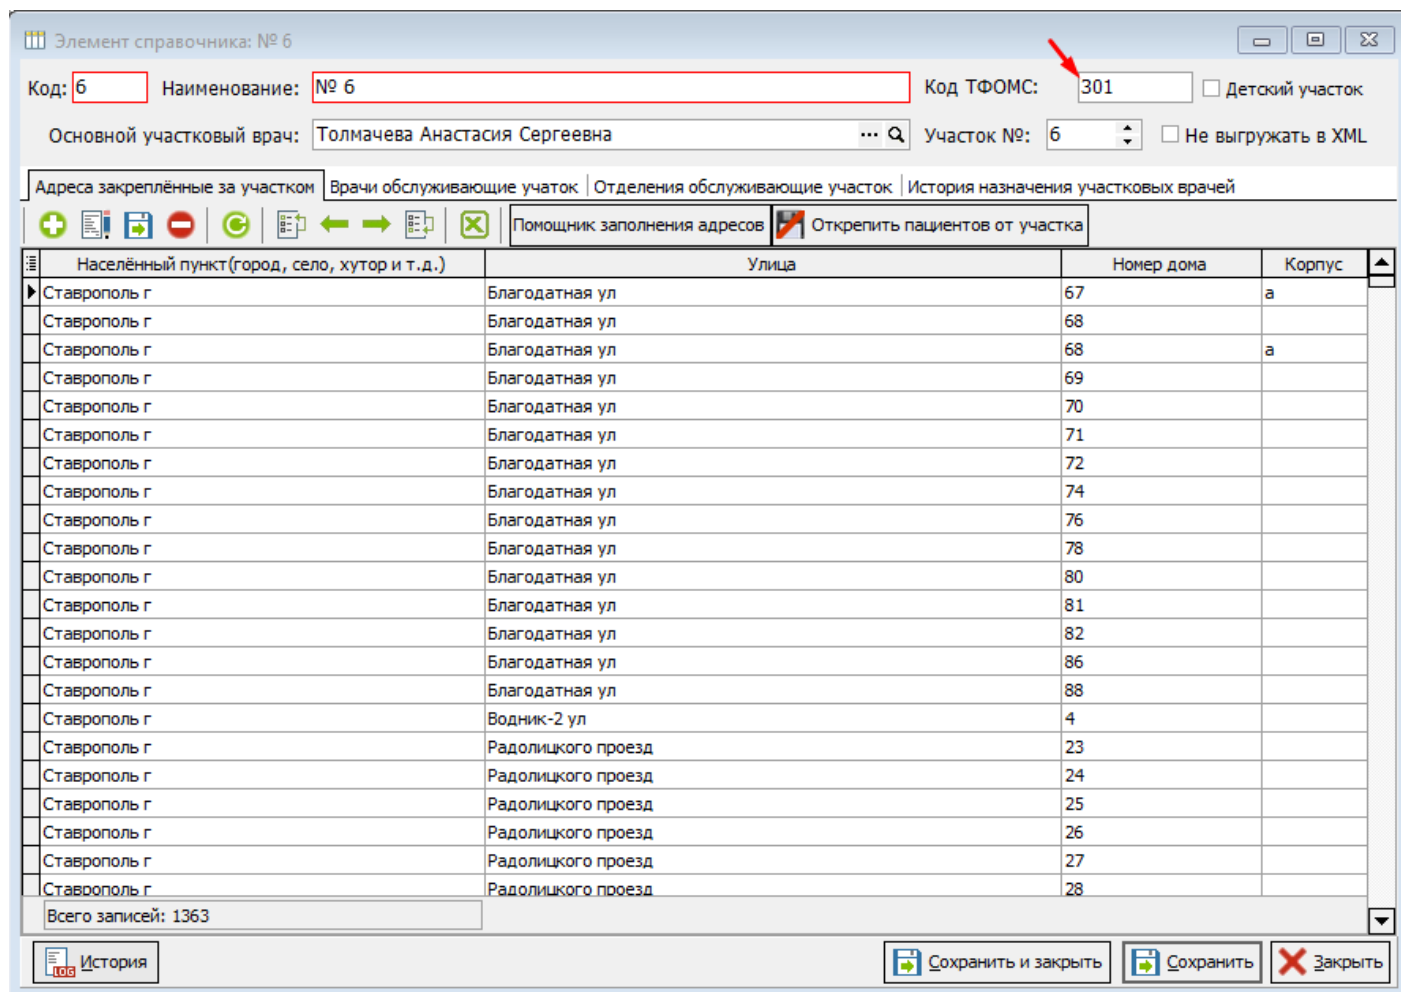 Элемент справочника: № 6
Код: 6 Наименование: № 6 Код ТФОМС: 301 Детский участок
Основной участковый врач: Толмачева Анастасия Сергеевна ... Участок №: 6 Не выгружать в XML
Адреса закреплённые за участком Врачи обслуживающие учаток Отделения обслуживающие участок История назначения участковых врачей
Помощник заполнения адресов Открепить пациентов от участка
Населённый пункт(город, село, хутор и т.д.) Улица Номер дома Корпус
Ставрополь г Благодатная ул 67 а
Ставрополь г Благодатная ул 68
Ставрополь г Благодатная ул 68 а
Ставрополь г Благодатная ул 69
Ставрополь г Благодатная ул 70
Ставрополь г Благодатная ул 71
Ставрополь г Благодатная ул 72
Ставрополь г Благодатная ул 74
Ставрополь г Благодатная ул 76
Ставрополь г Благодатная ул 78
Ставрополь г Благодатная ул 80
Ставрополь г Благодатная ул 81
Ставрополь г Благодатная ул 82
Ставрополь г Благодатная ул 86
Ставрополь г Благодатная ул 88
Ставрополь г Водник-2 ул 4
Ставрополь г Радолицкого проезд 23
Ставрополь г Радолицкого проезд 24
Ставрополь г Радолицкого проезд 25
Ставрополь г Радолицкого проезд 26
Ставрополь г Радолицкого проезд 27
Ставрополь г Радолицкого проезд 28
Всего записей: 1363
LOG История Сохранить и закрыть Сохранить Закрыть